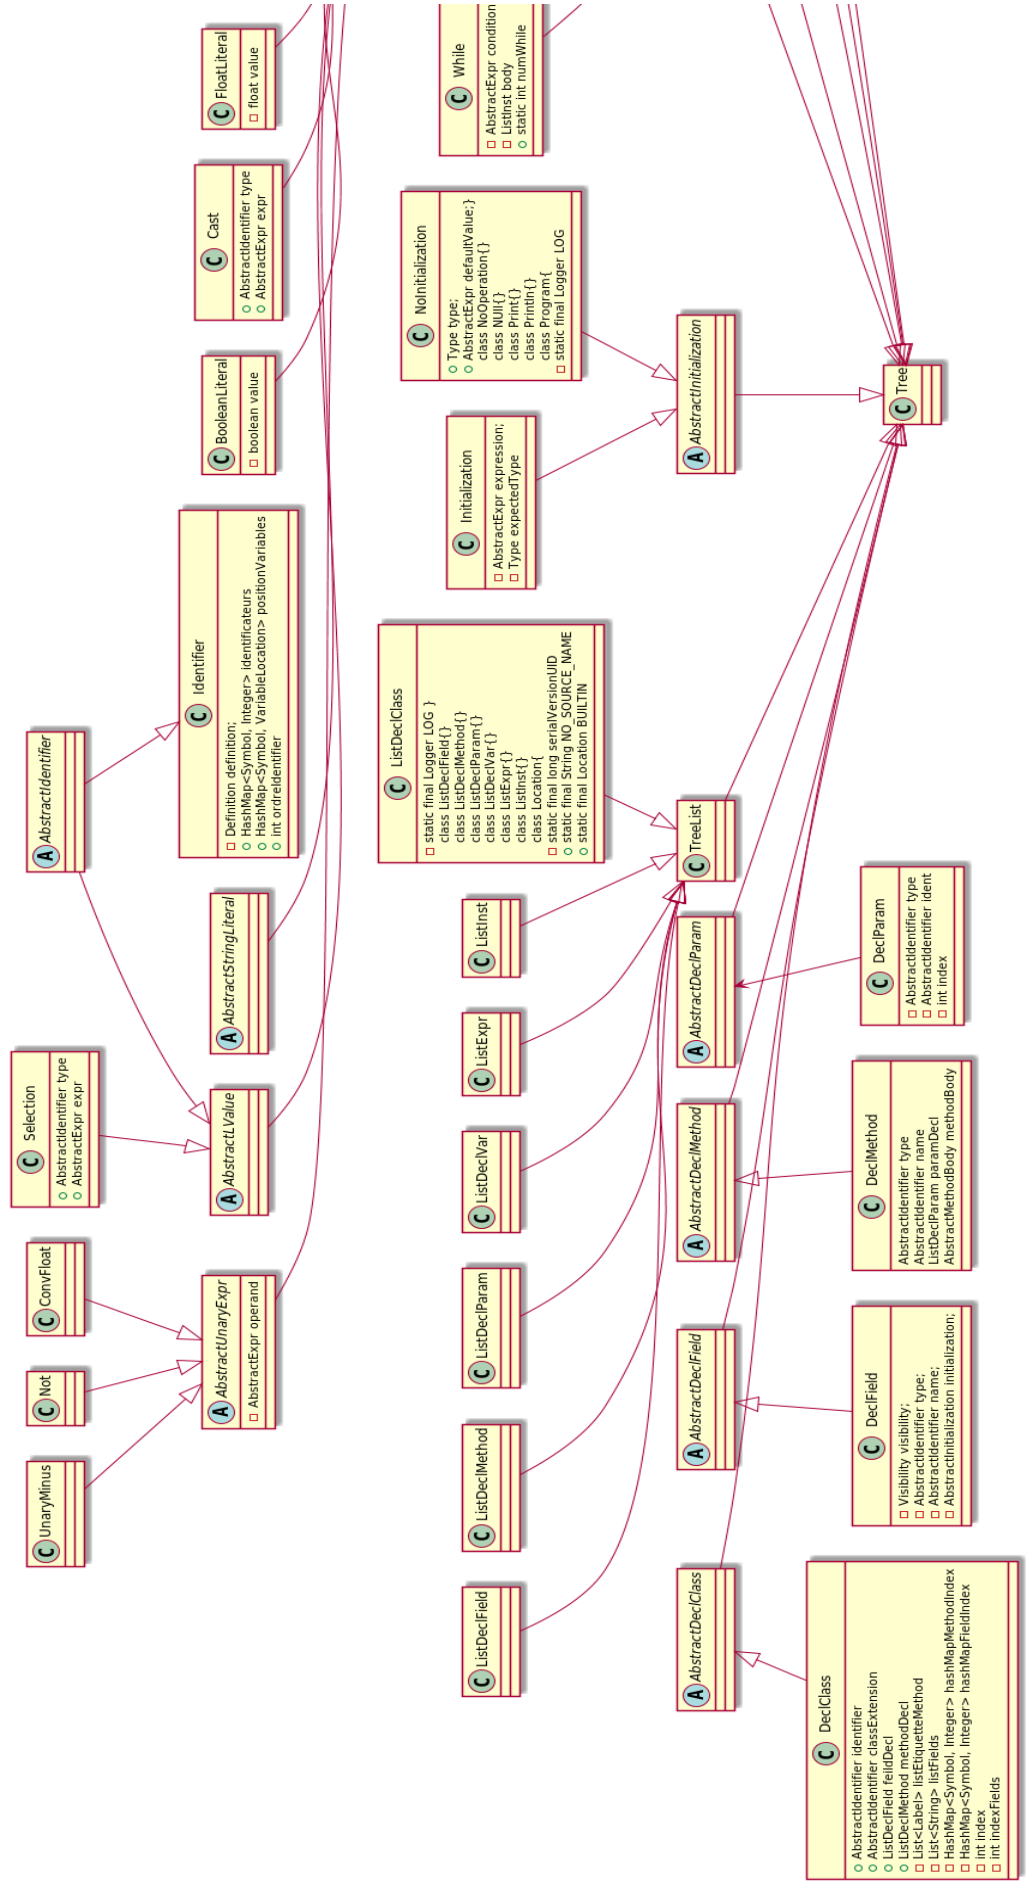 C UnaryMinus
C Not
C ConvFloat
C Selection
AbstractIdentifier type
AbstractExpr expr
A AbstractIdentifier
A AbstractUnaryExpr
AbstractExpr operand
A AbstractLValue
A AbstractStringLiteral
C Identifier
Definition definition;
HashMap<Symbol, Integer> identificateurs
HashMap<Symbol, VariableLocation> positionVariables
int ordreIdentifier
C BooleanLiteral
boolean value
C Cast
AbstractIdentifier type
AbstractExpr expr
C FloatLiteral
float value
C ListDeclField
C ListDeclMethod
C ListDeclParam
C ListDeclVar
C ListExpr
C ListInst
C ListDeclClass
static final Logger LOG }
class ListDeclField{}
class ListDeclMethod{}
class ListDeclParam{}
class ListDeclVar{}
class ListExpr{}
class ListInst{}
class Location{
static final long serialVersionUID
static final String NO_SOURCE_NAME
static final Location BUILTIN
C Initialization
AbstractExpr expression;
Type expectedType
C NoInitialization
Type type;
AbstractExpr defaultValue;}
class NoOperation{}
class NUll{}
class Print{}
class Println{}
class Program{
static final Logger LOG
C While
AbstractExpr condition
ListInst body
static int numWhile
A AbstractDeclClass
A AbstractDeclField
A AbstractDeclMethod
A AbstractDeclParam
C TreeList
A AbstractInitialization
C DeclClass
AbstractIdentifier identifier
AbstractIdentifier classExtension
ListDeclField feildDecl
ListDeclMethod methodDecl
List<Label> listEtiquetteMethod
List<String> listFields
HashMap<Symbol, Integer> hashMapMethodIndex
HashMap<Symbol, Integer> hashMapFieldIndex
int index
int indexFields
C DeclField
Visibility visibility;
AbstractIdentifier type;
AbstractIdentifier name;
AbstractInitialization initialization;
C DeclMethod
AbstractIdentifier type
AbstractIdentifier name
ListDeclParam paramDecl
AbstractMethodBody methodBody
C DeclParam
AbstractIdentifier type
AbstractIdentifier ident
int index
C Tree